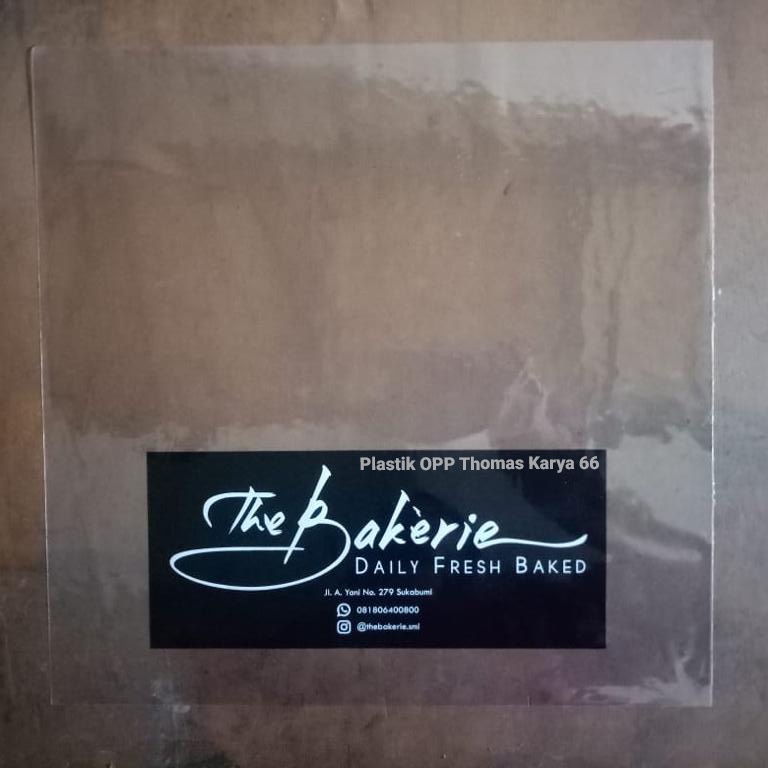 Plastik OPP Thomas Karya 66
The Bakèrie
DAILY FRESH BAKED
Jl. A. Yani No. 279 Sukabumi
081806400800
@thebakerie.smi